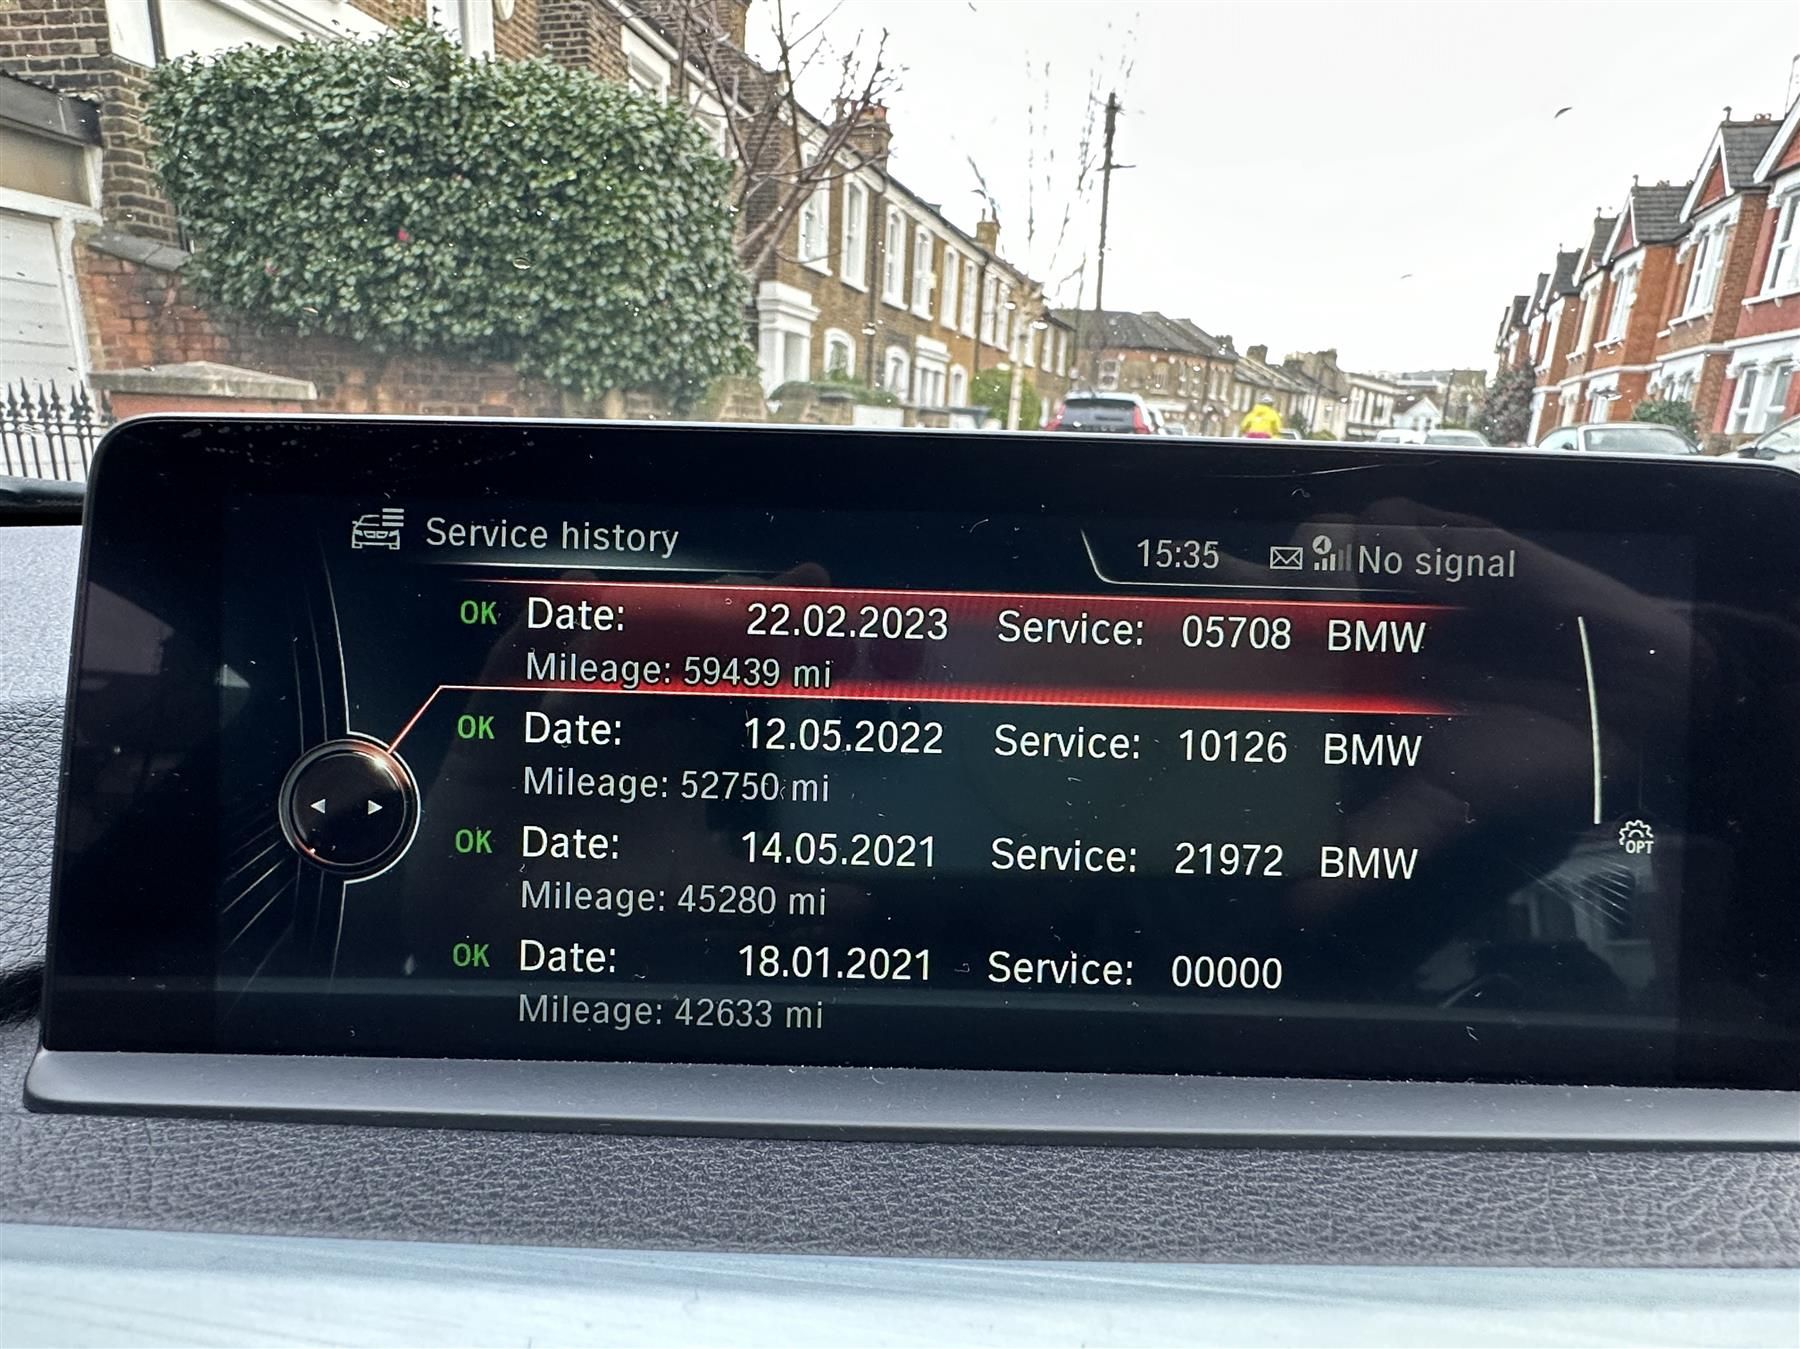 Service history
15:35 No signal
OK Date: 22.02.2023 Service: 05708 BMW
Mileage: 59439 mi
OK Date: 12.05.2022 Service: 10126 BMW
Mileage: 52750 mi
OK Date: 14.05.2021 Service: 21972 BMW
Mileage: 45280 mi
OPT
OK Date: 18.01.2021 Service: 00000
Mileage: 42633 mi